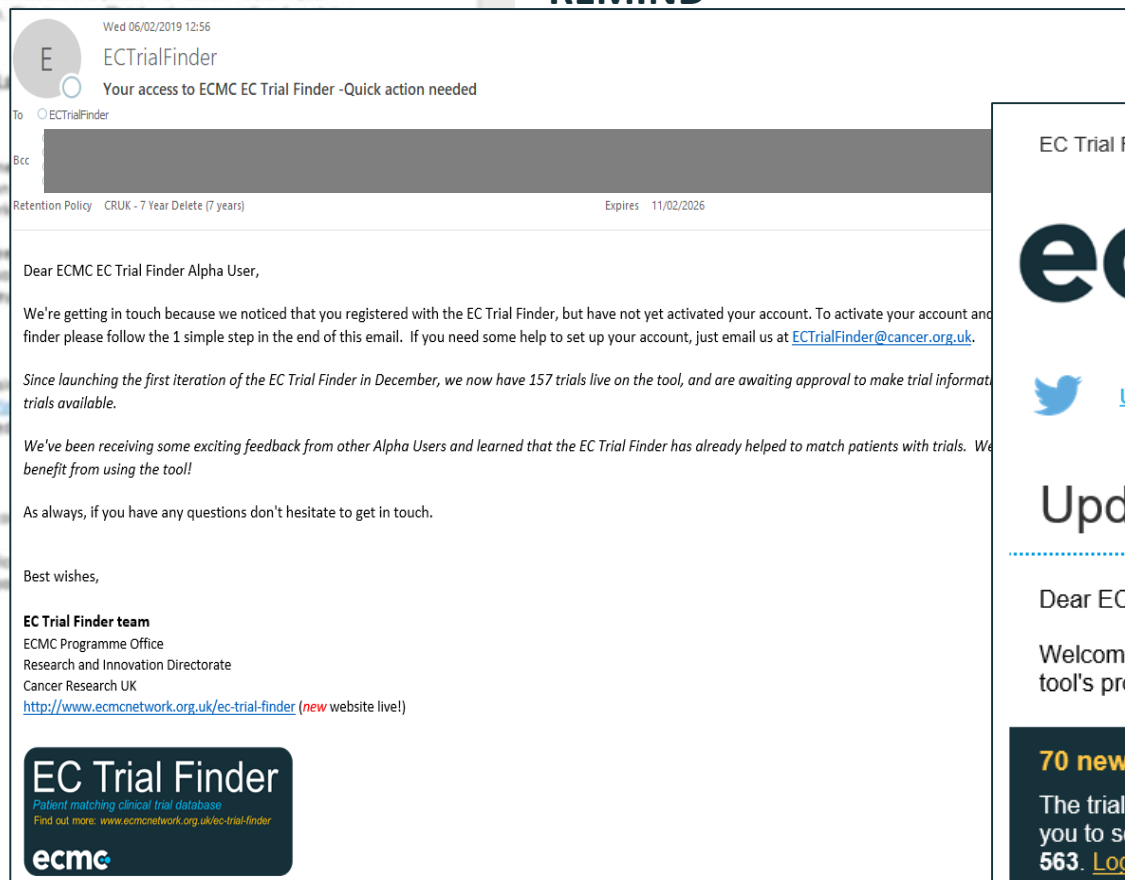 REMIND
Wed 06/02/2019 12:56
E
ECTrialFinder
Your access to ECMC EC Trial Finder -Quick action needed
To ECTrialFinder
Bcc
Retention Policy CRUK - 7 Year Delete (7 years) Expires 11/02/2026
Dear ECMC EC Trial Finder Alpha User,
We're getting in touch because we noticed that you registered with the EC Trial Finder, but have not yet activated your account. To activate your account and
finder please follow the 1 simple step in the end of this email. If you need some help to set up your account, just email us at ECTrialFinder@cancer.org.uk.
Since launching the first iteration of the EC Trial Finder in December, we now have 157 trials live on the tool, and are awaiting approval to make trial informati
trials available.
We've been receiving some exciting feedback from other Alpha Users and learned that the EC Trial Finder has already helped to match patients with trials. We
benefit from using the tool!
As always, if you have any questions don't hesitate to get in touch.
Best wishes,
EC Trial Finder team
ECMC Programme Office
Research and Innovation Directorate
Cancer Research UK
http://www.ecmcnetwork.org.uk/ec-trial-finder (new website live!)
EC Trial Finder
Patient matching clinical trial database
Find out more: www.ecmcnetwork.org.uk/ec-trial-finder
ecmc
EC Trial
ec
Upd
Dear EC
Welcom
tool's pr
70 new
The trial
you to s
563. Log